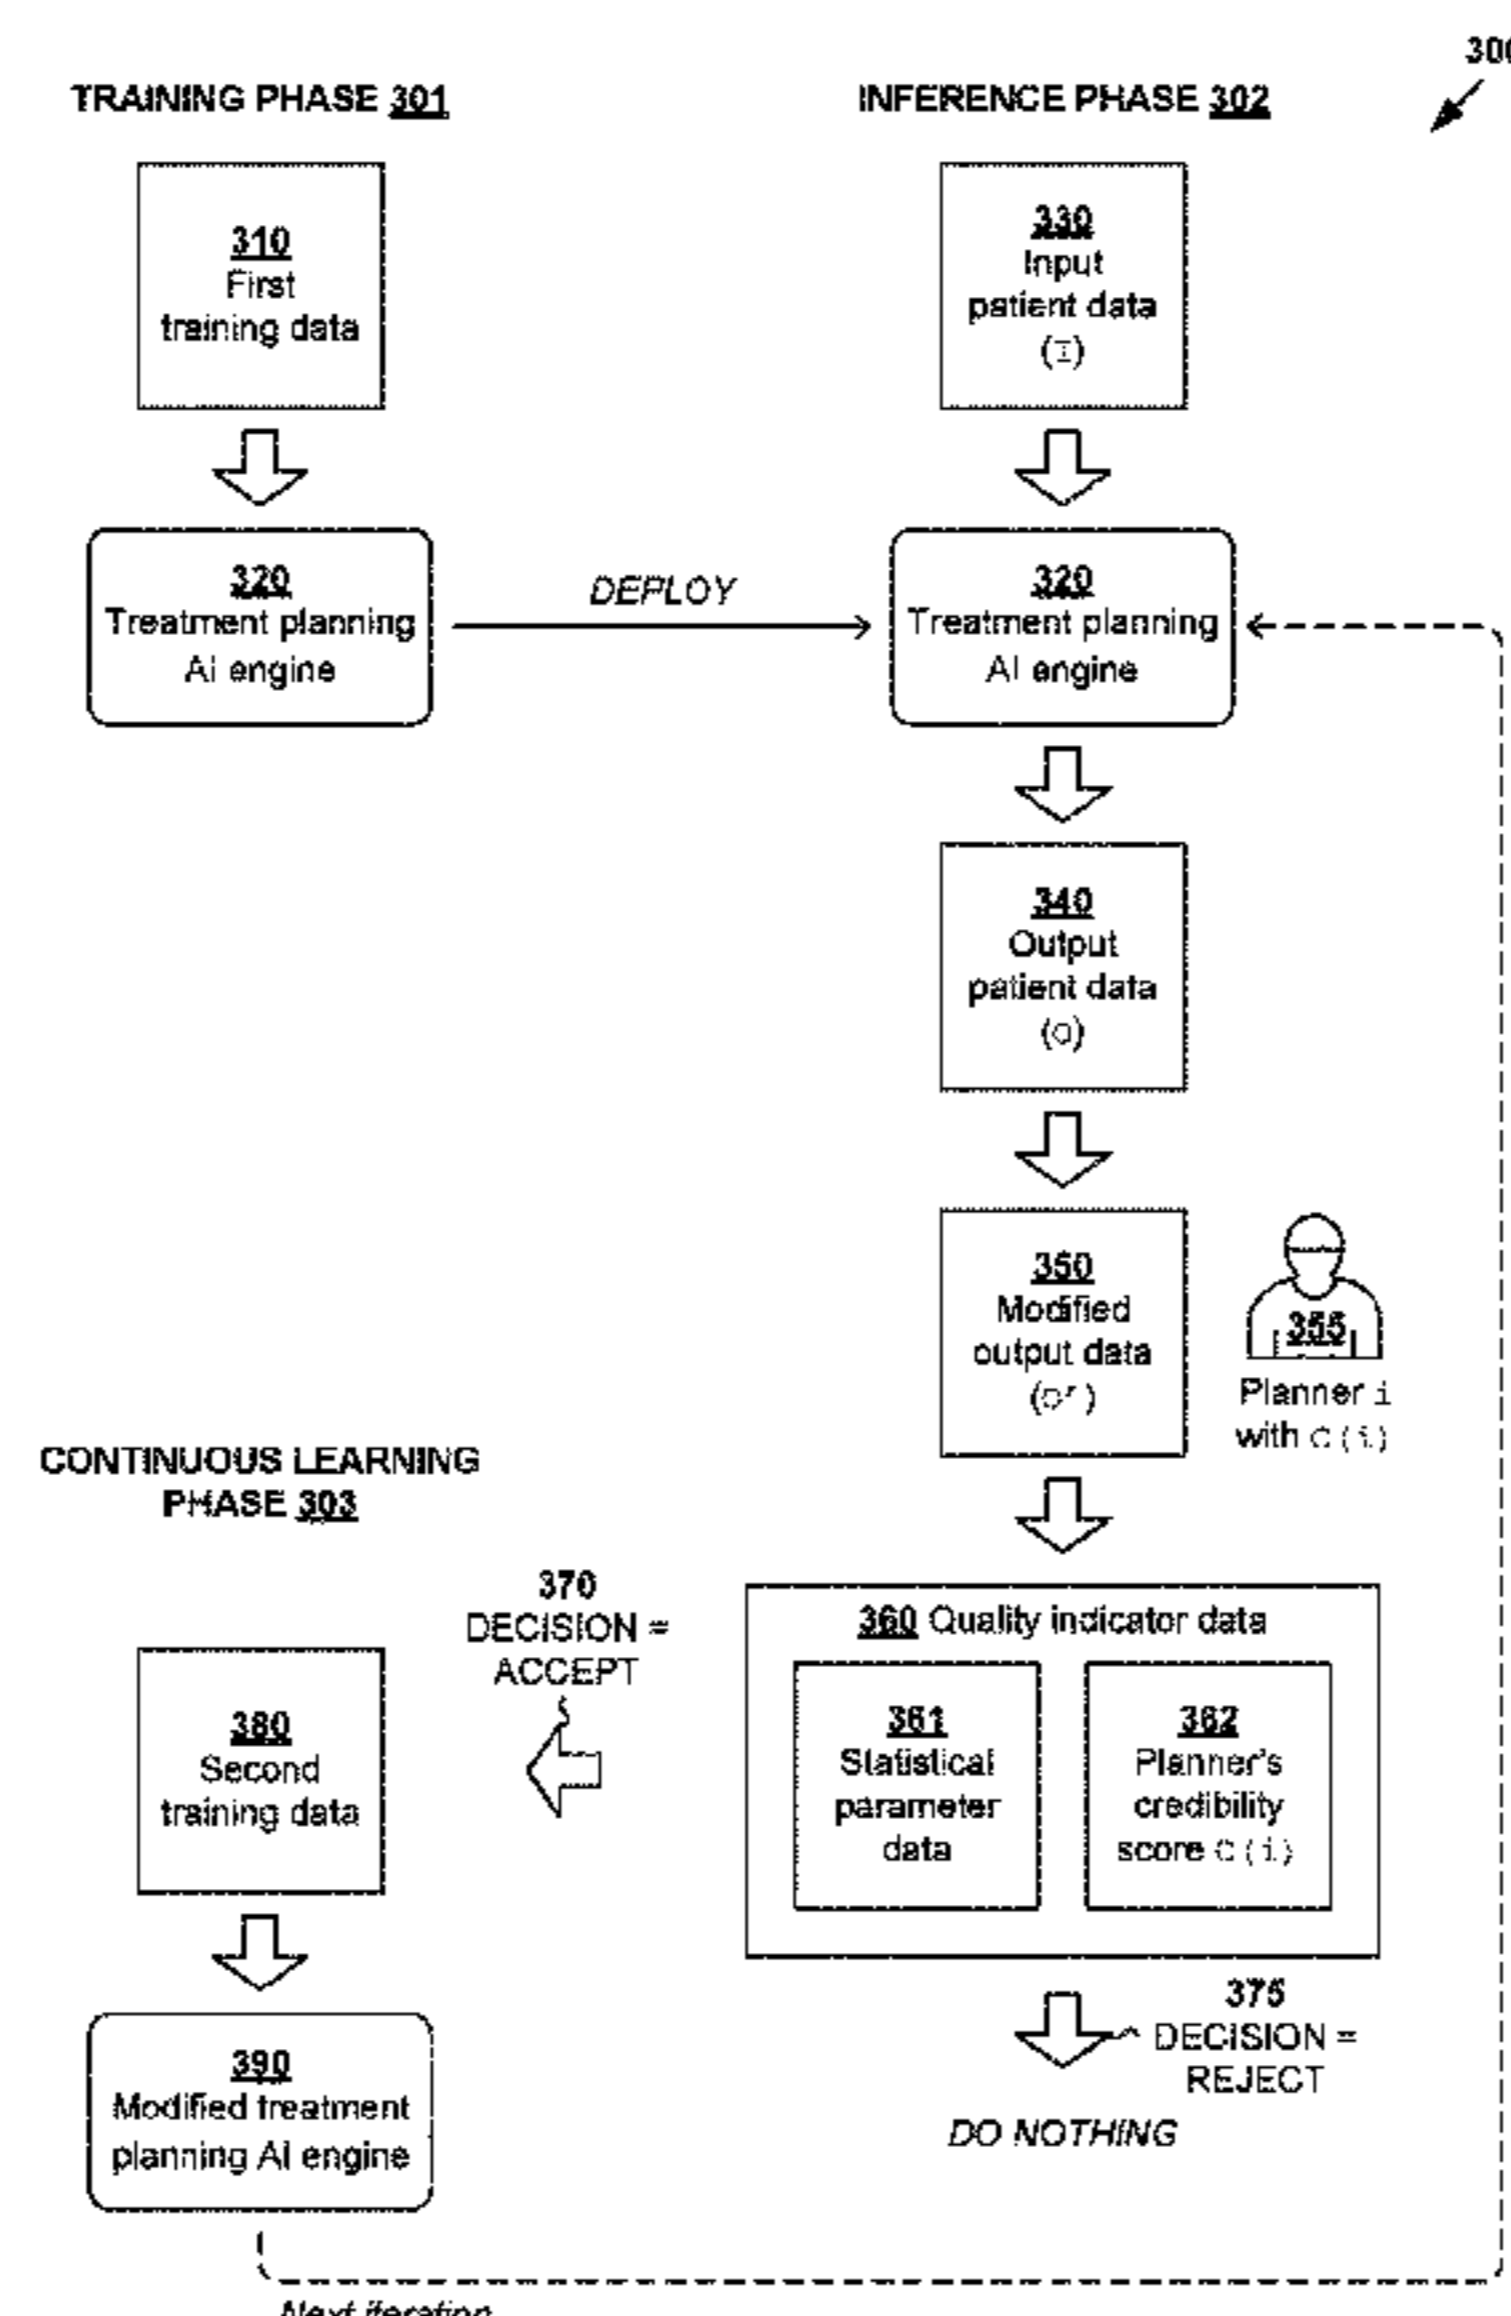 300
TRAINING PHASE 301
INFERENCE PHASE 302
310
First
training data
330
Input
patient data
(I)
320
Treatment planning
AI engine
DEPLOY
320
Treatment planning
AI engine
340
Output
patient data
(O)
350
Modified
output data
(O')
355
Planner i
with C(i)
CONTINUOUS LEARNING
PHASE 303
370
DECISION =
ACCEPT
360 Quality indicator data
361
Statistical
parameter
data
362
Planner's
credibility
score C(i)
380
Second
training data
375
DECISION =
REJECT
DO NOTHING
390
Modified treatment
planning AI engine
Next iteration